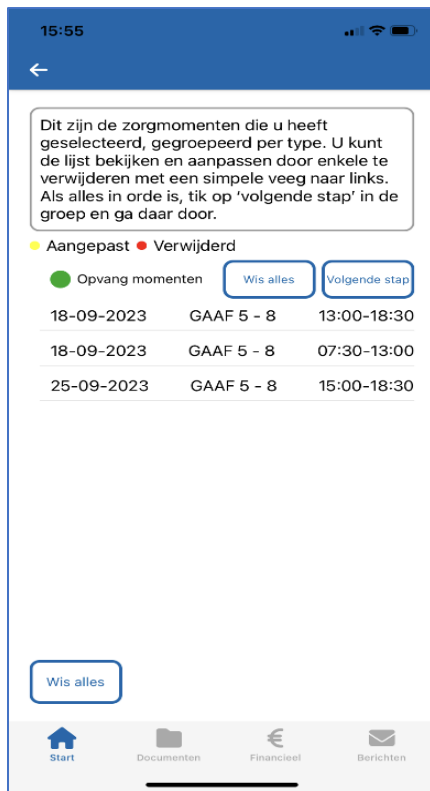 15:55
Dit zijn de zorgmomenten die u heeft
geselecteerd, gegroepeerd per type. U kunt
de lijst bekijken en aanpassen door enkele te
verwijderen met een simpele veeg naar links.
Als alles in orde is, tik op ‘volgende stap’ in de
groep en ga daar door.
Aangepast Verwijderd
Opvang momenten Wis alles Volgende stap
18-09-2023 GAAF 5 - 8 13:00-18:30
18-09-2023 GAAF 5 - 8 07:30-13:00
25-09-2023 GAAF 5 - 8 15:00-18:30
Wis alles
Start Documenten Financieel Berichten